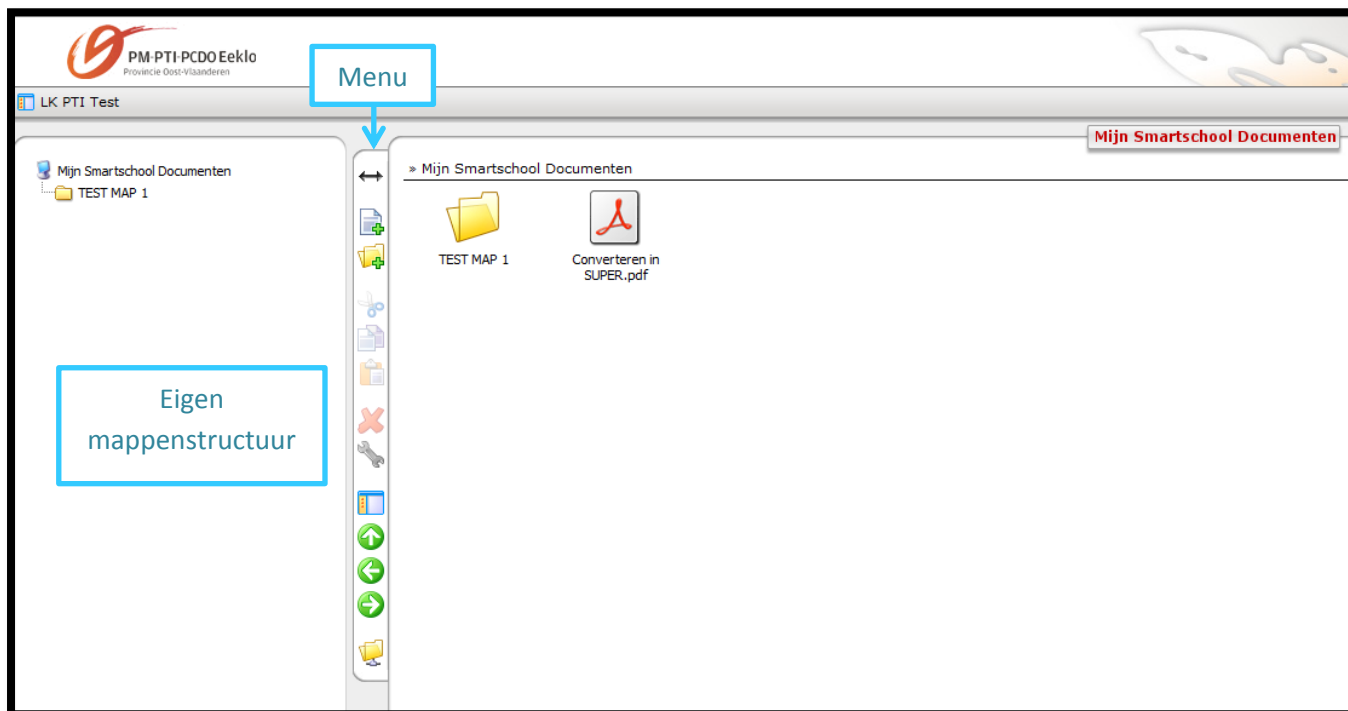 PM-PTI-PCDO Eeklo
Provincie Oost-Vlaanderen
Menu
LK PTI Test
Mijn Smartschool Documenten
Mijn Smartschool Documenten
TEST MAP 1
» Mijn Smartschool Documenten
TEST MAP 1
Converteren in
SUPER.pdf
Eigen
mappenstructuur